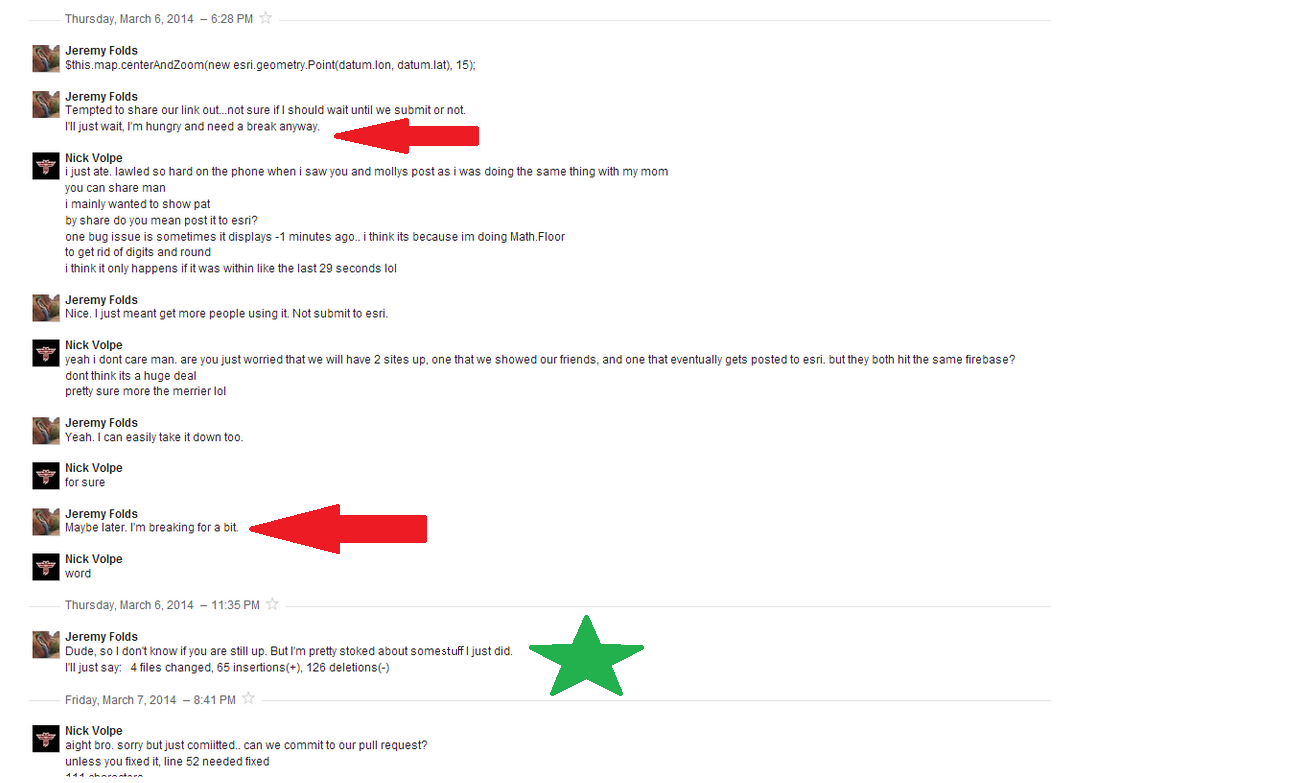 Thursday, March 6, 2014 – 6:28 PM
Jeremy Folds
$this.map.centerAndZoom(new esri.geometry.Point(datum.lon, datum.lat), 15);
Jeremy Folds
Tempted to share our link out...not sure if I should wait until we submit or not.
I'll just wait, I'm hungry and need a break anyway.
Nick Volpe
i just ate. lawled so hard on the phone when i saw you and mollys post as i was doing the same thing with my mom
you can share man
i mainly wanted to show pat
by share do you mean post it to esri?
one bug issue is sometimes it displays -1 minutes ago.. i think its because im doing Math.Floor
to get rid of digits and round
i think it only happens if it was within like the last 29 seconds lol
Jeremy Folds
Nice. I just meant get more people using it. Not submit to esri.
Nick Volpe
yeah i dont care man. are you just worried that we will have 2 sites up, one that we showed our friends, and one that eventually gets posted to esri. but they both hit the same firebase?
dont think its a huge deal
pretty sure more the merrier lol
Jeremy Folds
Yeah. I can easily take it down too.
Nick Volpe
for sure
Jeremy Folds
Maybe later. I'm breaking for a bit.
Nick Volpe
word
Thursday, March 6, 2014 – 11:35 PM
Jeremy Folds
Dude, so I don't know if you are still up. But I'm pretty stoked about somestuff I just did.
I'll just say: 4 files changed, 65 insertions(+), 126 deletions(-)
Friday, March 7, 2014 – 8:41 PM
Nick Volpe
aight bro. sorry but just comiitted.. can we commit to our pull request?
unless you fixed it, line 52 needed fixed
111 characters